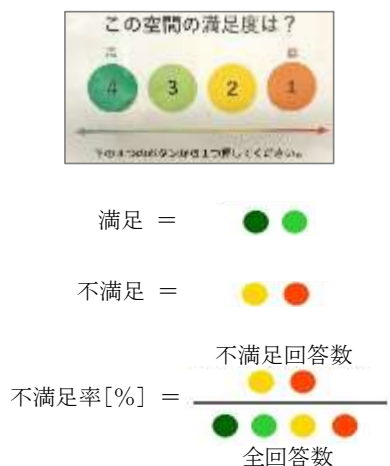 この空間の満足度は？
高
4
3
2
1
下の4つのボタンから1つ押してください。
満足 =
不満足 =
不満足回答数
不満足率[%] =
全回答数